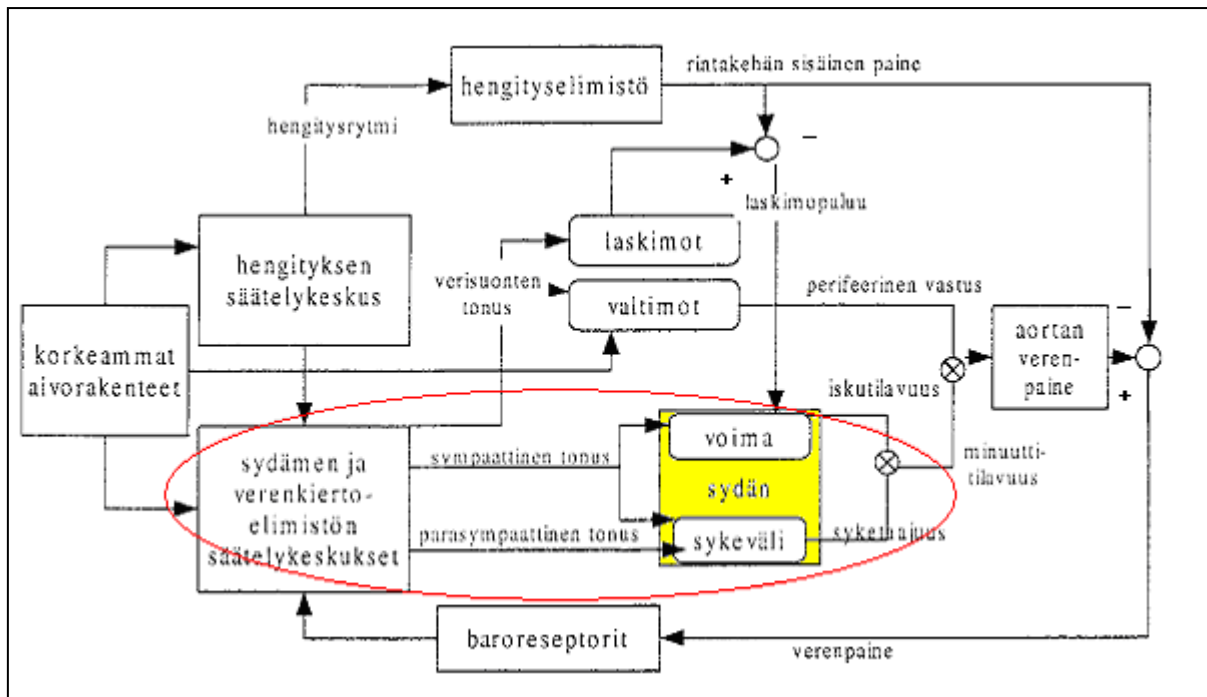 rintakehän sisäinen paine
hengityselimistö
hengitysrytmi
–
+
laskimopaluu
laskimot
hengityksen
säätelykeskus
verisuonten
tonus
valtimot
perifeerinen vastus
–
aortan
veren-
paine
+
korkeammat
aivorakenteet
iskutilavuus
voima
sympaattinen tonus
sydämen ja
verenkierto-
elimistön
säätelykeskukset
sydän
minuutti-
tilavuus
parasympaattinen tonus
sykeväli
syketaajuus
baroreseptorit
verenpaine